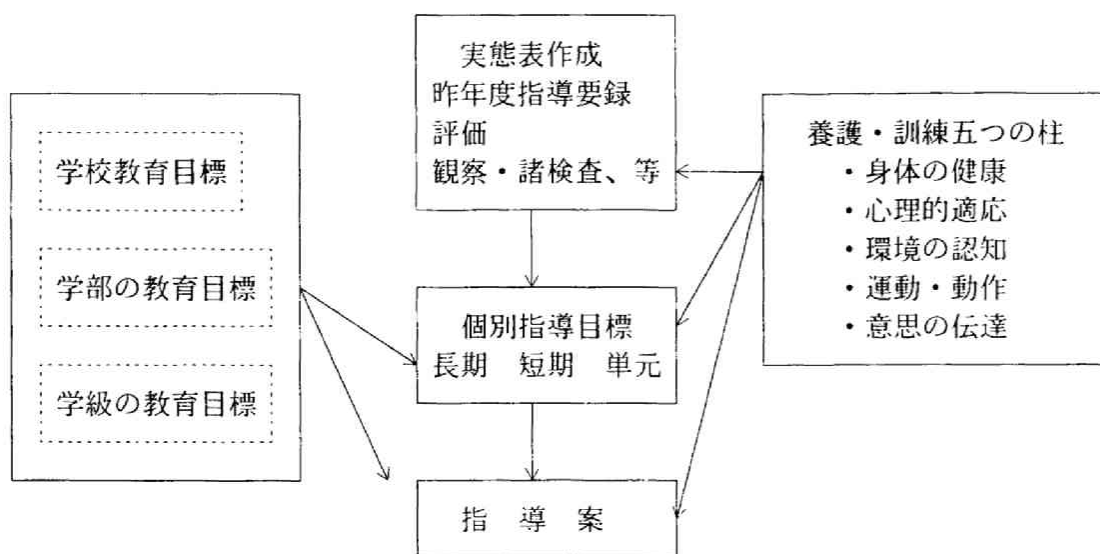 学校教育目標
学部の教育目標
学級の教育目標
実態表作成
昨年度指導要録
評価
観察・諸検査、等
個別指導目標
長期　短期　単元
指　導　案
養護・訓練五つの柱
・身体の健康
・心理的適応
・環境の認知
・運動・動作
・意思の伝達